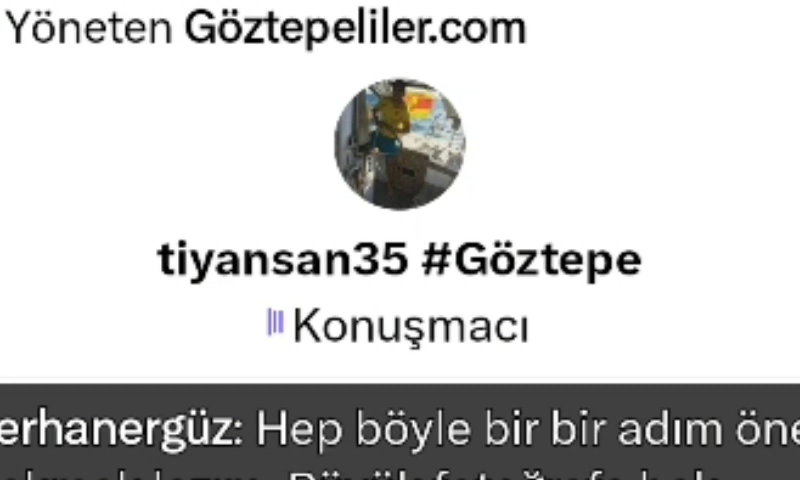 Yöneten Göztepeliler.com
tiyansan35 #Göztepe
Konuşmacı
erhanergüz: Hep böyle bir bir adım öne